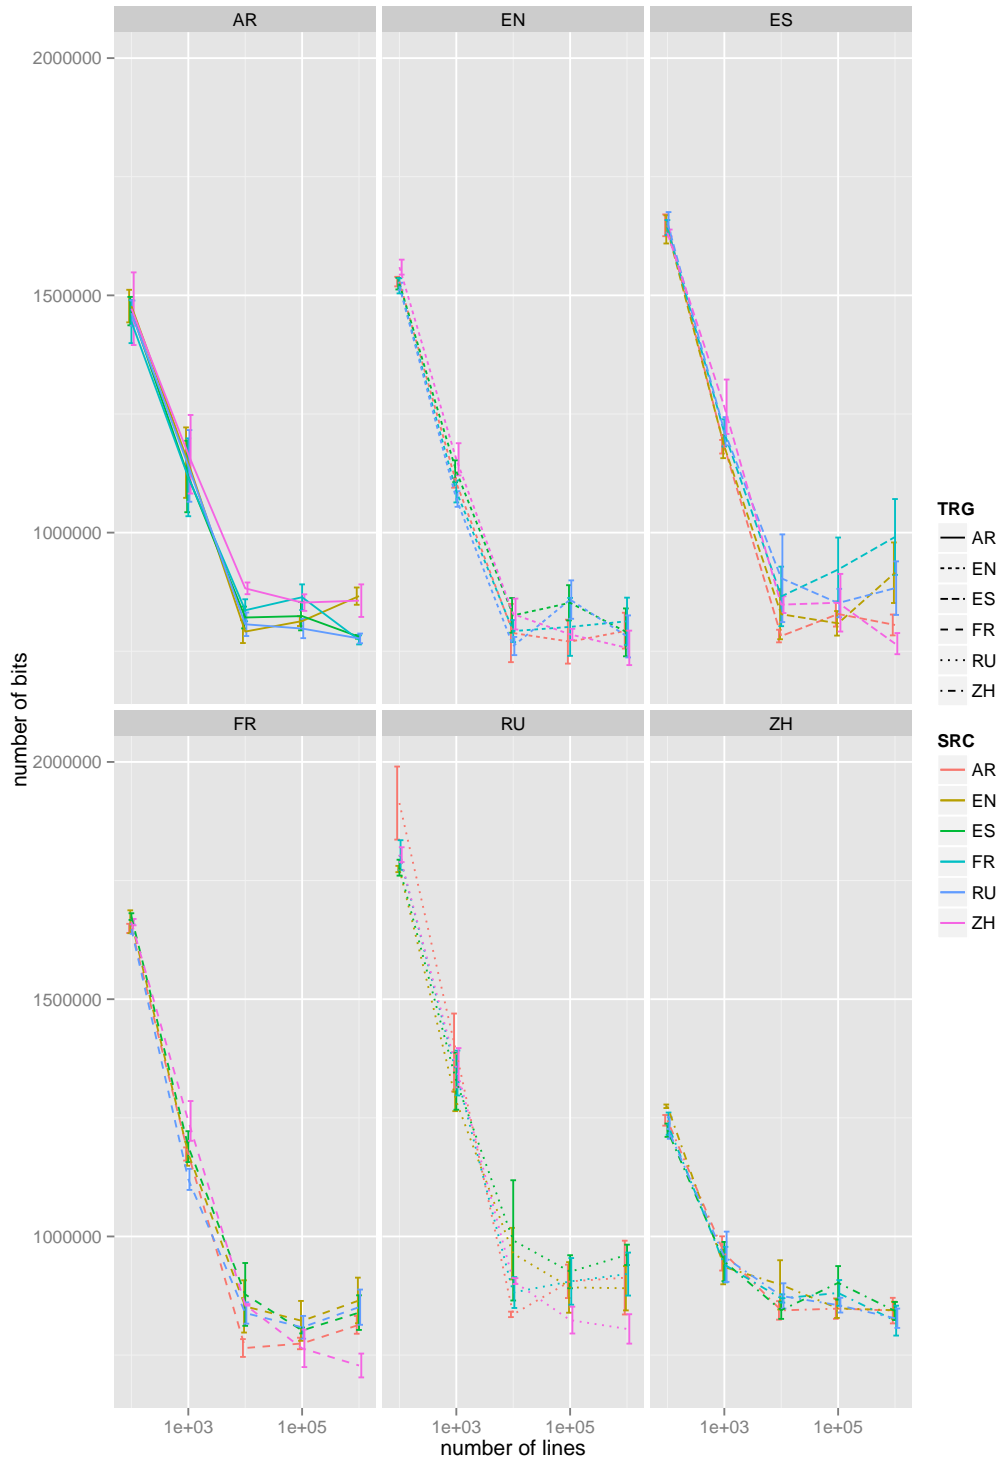 AR EN ES
2000000
1500000
1000000
FR RU ZH
2000000
1500000
1000000
1e+03 1e+05 1e+03 1e+05 1e+03 1e+05
number of lines
number of bits
TRG
AR
EN
ES
FR
RU
ZH
SRC
AR
EN
ES
FR
RU
ZH